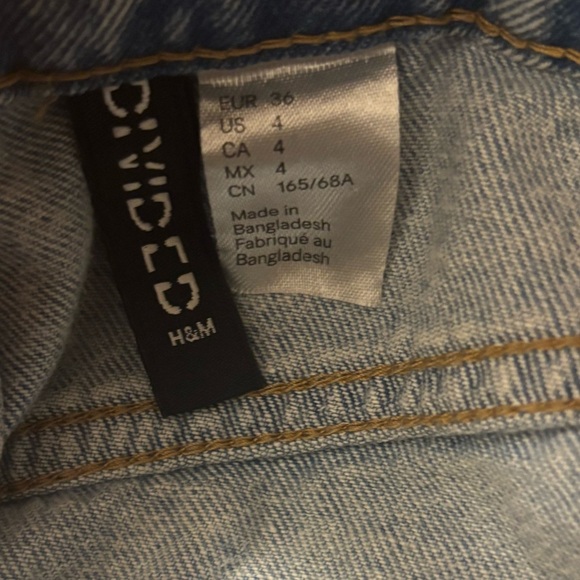 DIVIDED
H&M
EUR 36
US 4
CA 4
MX 4
CN 165/68A
Made in
Bangladesh
Fabriqué au
Bangladesh